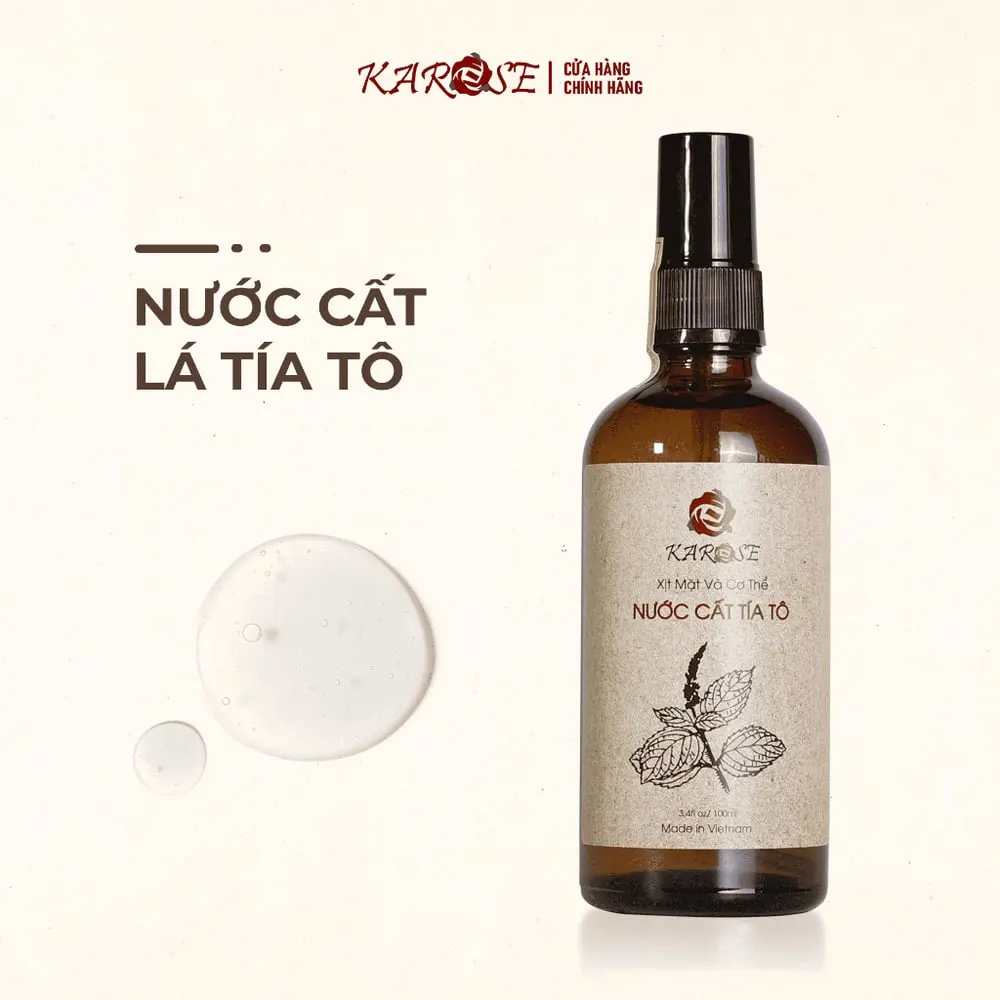 KAROSE
CỬA HÀNG
CHÍNH HÃNG
NƯỚC CẤT
LÁ TÍA TÔ
KAROSE
Xịt Mặt Và Cơ Thể
NƯỚC CẤT TÍA TÔ
3.4fl oz/ 100ml
Made in Vietnam